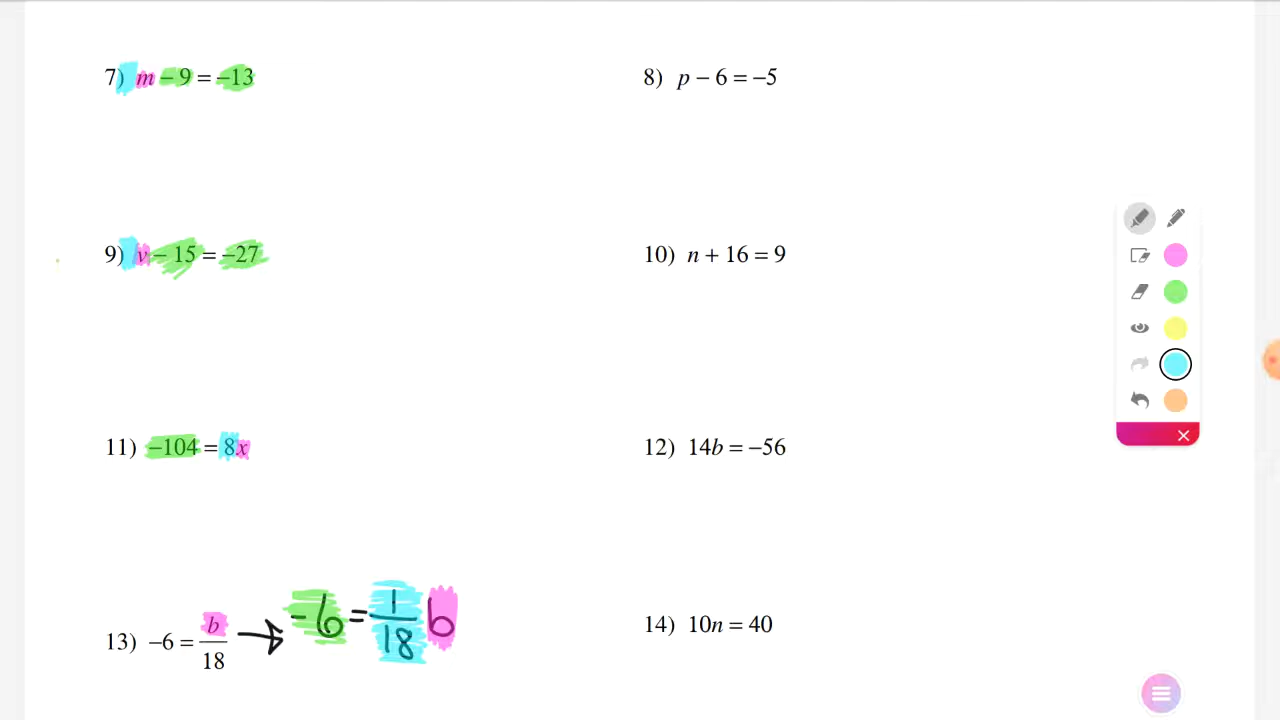 7) m − 9 = −13
8) p − 6 = −5
9) v − 15 = −27
10) n + 16 = 9
11) −104 = 8x
12) 14b = −56
13) −6 = b/18 → -6 = 1/18 b
14) 10n = 40